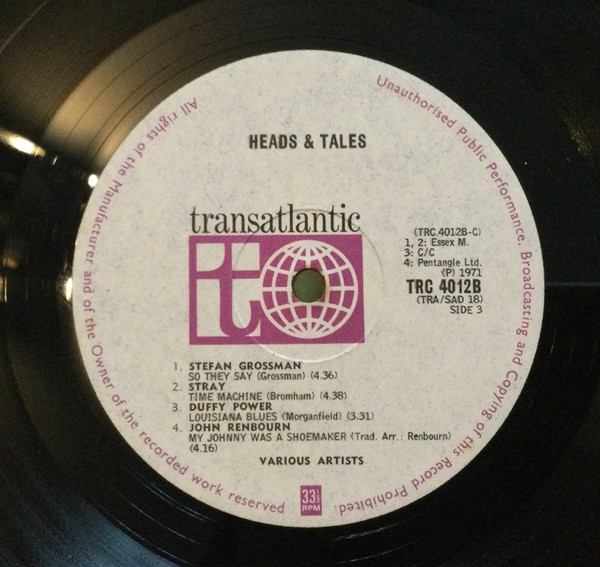 HEADS & TALES
transatlantic
it
(TRC.4012B-C)
1, 2: Essex M.
3: C/C
4: Pentangle Ltd.
(P) 1971
TRC 4012B
(TRA/SAD 18)
SIDE 3
1. STEFAN GROSSMAN
SO THEY SAY (Grossman) (4.36)
2. STRAY
TIME MACHINE (Bromham) (4.38)
3. DUFFY POWER
LOUISIANA BLUES (Morganfield) (3.31)
4. JOHN RENBOURN
MY JOHNNY WAS A SHOEMAKER (Trad. Arr.: Renbourn)
(4.16)
VARIOUS ARTISTS
33 1/3
RPM
All rights of the Manufacturer and of the Owner of the recorded work reserved
Unauthorised Public Performance, Broadcasting and Copying of this Record Prohibited